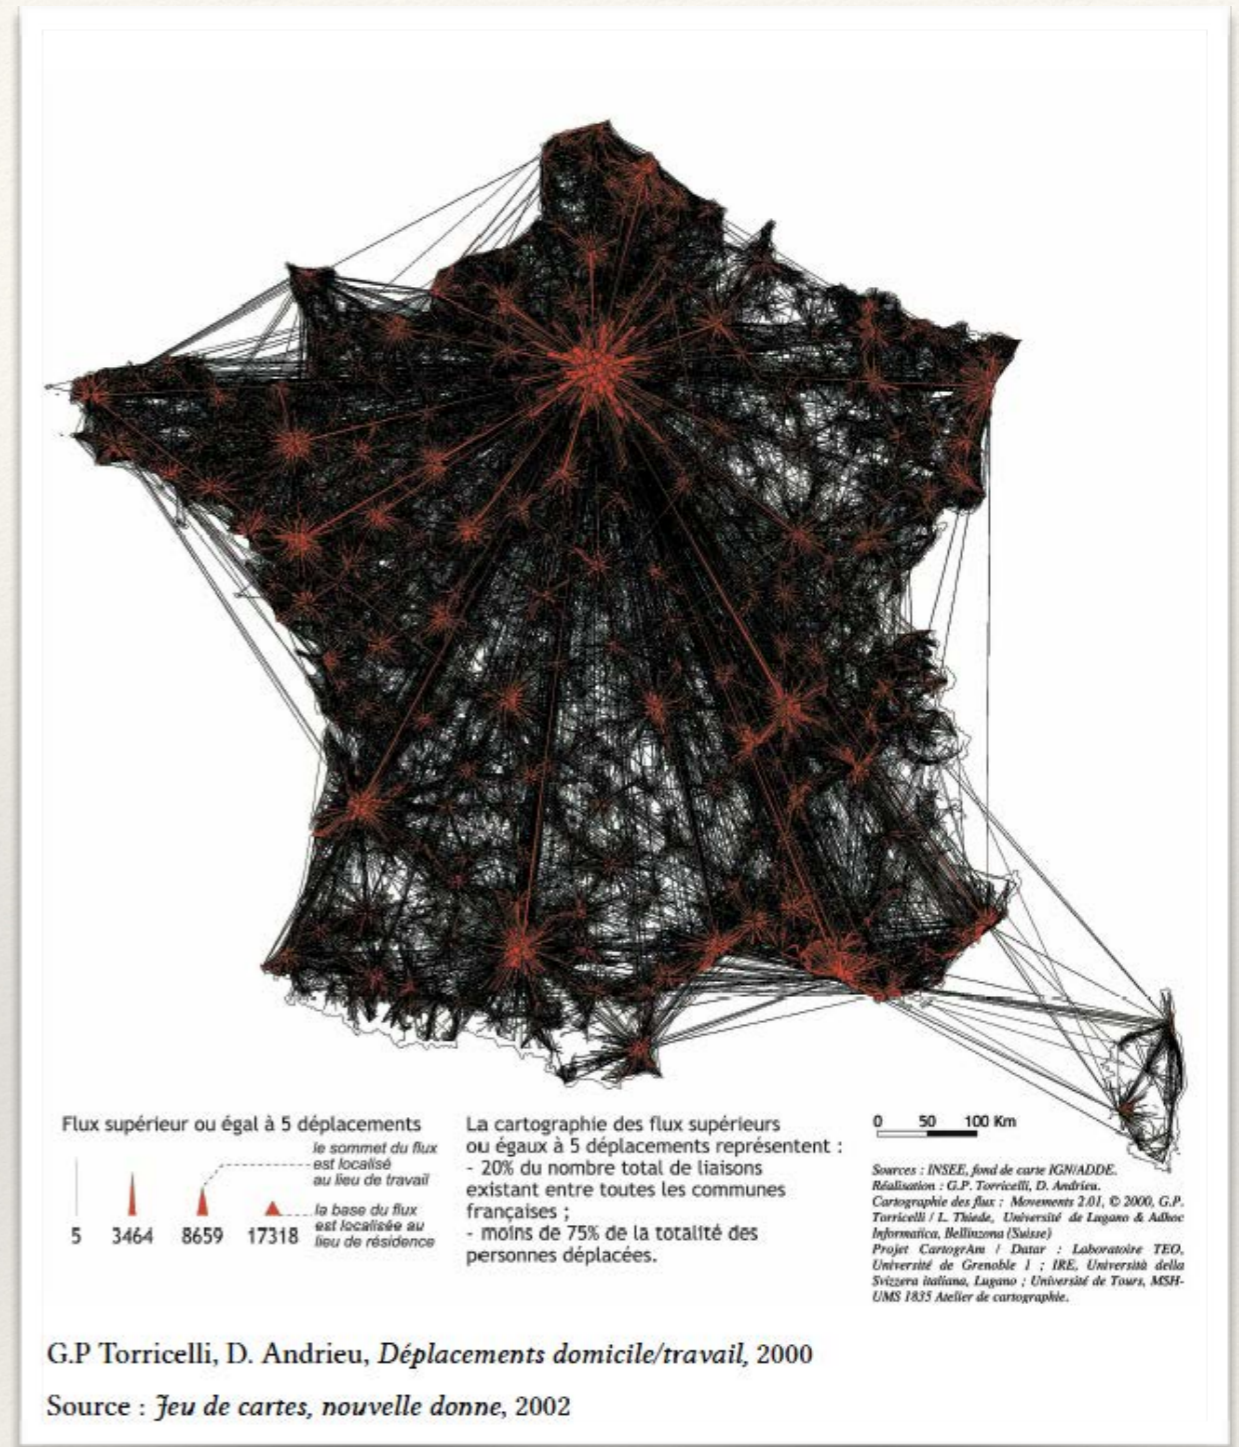 Flux supérieur ou égal à 5 déplacements
le sommet du flux
est localisé
au lieu de travail
la base du flux
est localisée au
lieu de résidence
5 3464 8659 17318
La cartographie des flux supérieurs
ou égaux à 5 déplacements représentent :
- 20% du nombre total de liaisons
existant entre toutes les communes
françaises ;
- moins de 75% de la totalité des
personnes déplacées.
0 50 100 Km
Sources : INSEE, fond de carte IGN/ADDE.
Réalisation : G.P. Torricelli, D. Andrieu.
Cartographie des flux : Movements 2.01, © 2000, G.P.
Torricelli / L. Thiede, Université de Lugano & Adhoc
Informatica, Bellinzona (Suisse)
Projet CartogrAm / Datar : Laboratoire TEO,
Université de Grenoble 1 ; IRE, Università della
Svizzera italiana, Lugano ; Université de Tours, MSH-
UMS 1835 Atelier de cartographie.
G.P Torricelli, D. Andrieu, Déplacements domicile/travail, 2000
Source : Jeu de cartes, nouvelle donne, 2002